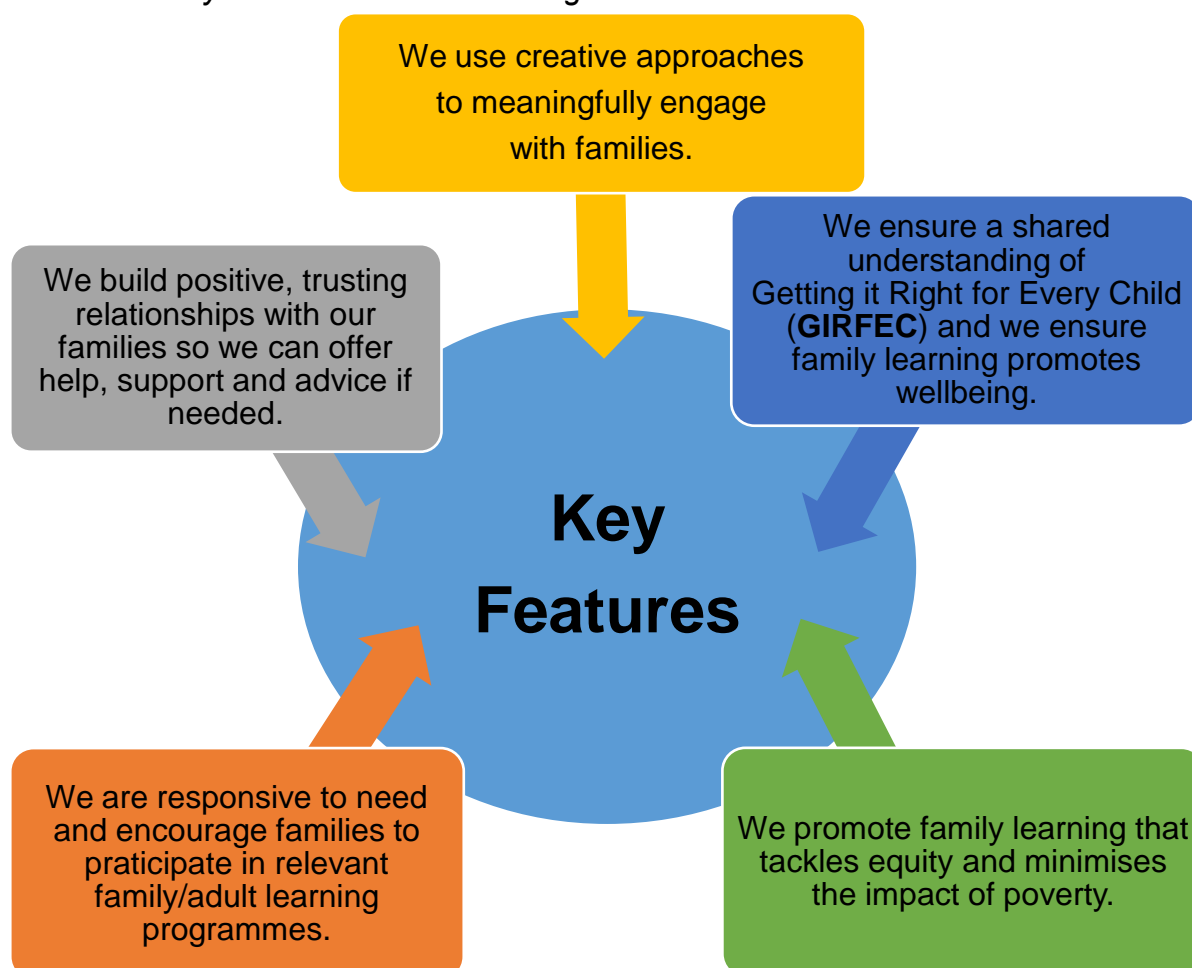 We use creative approaches
to meaningfully engage
with families.
We ensure a shared
understanding of
Getting it Right for Every Child
(GIRFEC) and we ensure
family learning promotes
wellbeing.
We build positive, trusting
relationships with our
families so we can offer
help, support and advice if
needed.
Key
Features
We are responsive to need
and encourage families to
praticipate in relevant
family/adult learning
programmes.
We promote family learning that
tackles equity and minimises
the impact of poverty.